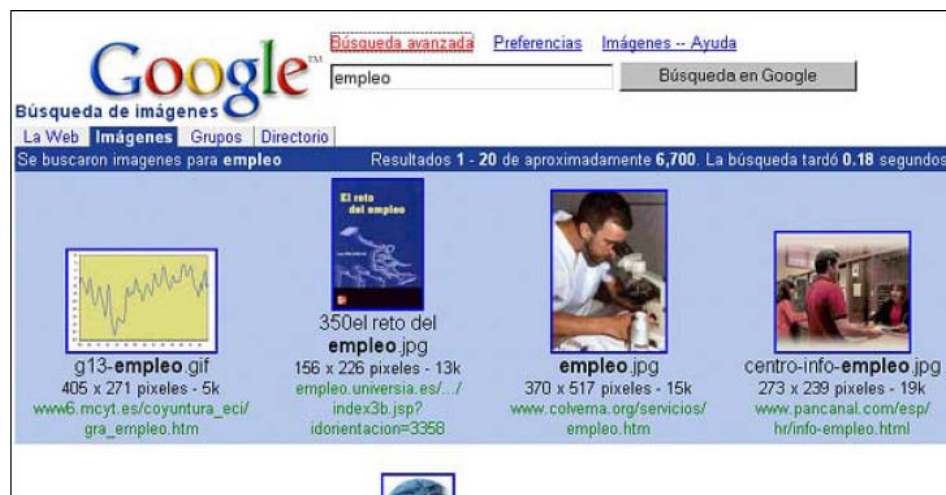 Búsqueda avanzada Preferencias Imágenes -- Ayuda
Google™
empleo Búsqueda en Google
Búsqueda de imágenes
La Web Imágenes Grupos Directorio
Se buscaron imagenes para empleo Resultados 1 - 20 de aproximadamente 6,700. La búsqueda tardó 0.18 segundos
El reto
del empleo
g13-empleo.gif
405 x 271 pixeles - 5k
www6.mcyt.es/coyuntura_eci/
gra_empleo.htm
350el reto del
empleo.jpg
156 x 226 pixeles - 13k
empleo.universia.es/.../
index3b.jsp?
idorientacion=3358
empleo.jpg
370 x 517 pixeles - 15k
www.colvema.org/servicios/
empleo.htm
centro-info-empleo.jpg
273 x 239 pixeles - 19k
www.pancanal.com/esp/
hr/info-empleo.html